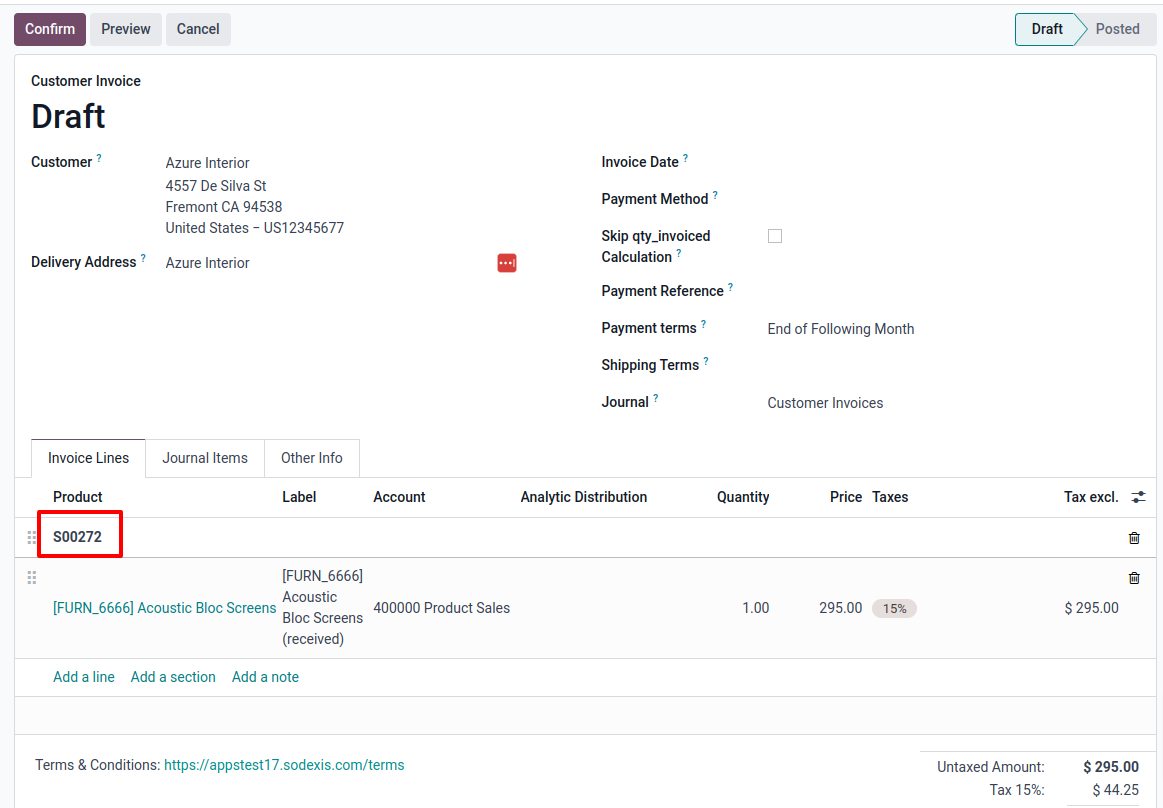 Confirm Preview Cancel Draft Posted
Customer Invoice
Draft
Customer ? Azure Interior
4557 De Silva St
Fremont CA 94538
United States – US12345677
Delivery Address ? Azure Interior
Invoice Date ?
Payment Method ?
Skip qty_invoiced
Calculation ?
Payment Reference ?
Payment terms ? End of Following Month
Shipping Terms ?
Journal ? Customer Invoices
Invoice Lines Journal Items Other Info
Product Label Account Analytic Distribution Quantity Price Taxes Tax excl.
S00272
[FURN_6666] Acoustic Bloc Screens
[FURN_6666]
Acoustic
Bloc Screens
(received)
400000 Product Sales 1.00 295.00 15% $ 295.00
Add a line Add a section Add a note
Terms & Conditions: https://appstest17.sodexis.com/terms
Untaxed Amount: $ 295.00
Tax 15%: $ 44.25